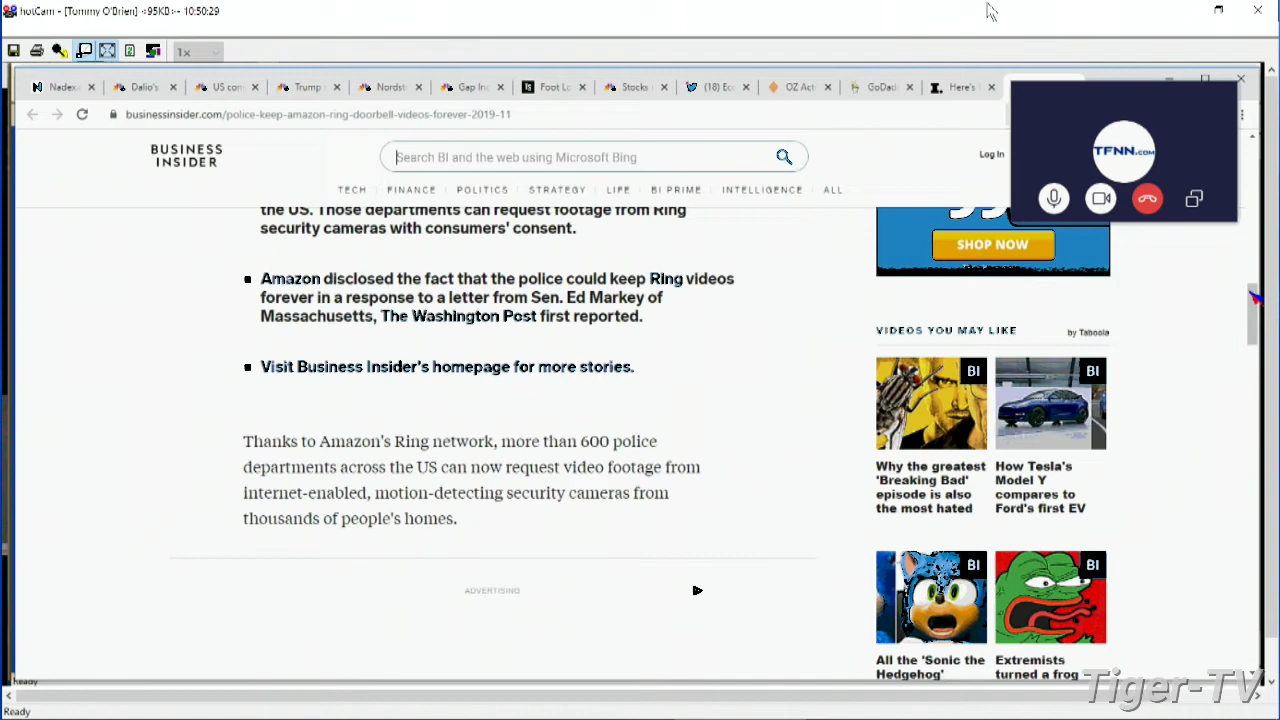 hotCam - [Tommy O'Brien] <95KB>- 10:50:29
1x
Nadex
Dalio's
US con
Trump
Nordst
Gap In
Foot Lo
Stocks
(18) Ec
OZ Act
GoDad
Here's
businessinsider.com/police-keep-amazon-ring-doorbell-videos-forever-2019-11
BUSINESS
INSIDER
Search BI and the web using Microsoft Bing
Log In
TFNN.COM
TECH FINANCE POLITICS STRATEGY LIFE BI PRIME INTELLIGENCE ALL
the US. Those departments can request footage from Ring
security cameras with consumers' consent.
SHOP NOW
Amazon disclosed the fact that the police could keep Ring videos
forever in a response to a letter from Sen. Ed Markey of
Massachusetts, The Washington Post first reported.
Visit Business Insider's homepage for more stories.
Thanks to Amazon's Ring network, more than 600 police
departments across the US can now request video footage from
internet-enabled, motion-detecting security cameras from
thousands of people's homes.
ADVERTISING
VIDEOS YOU MAY LIKE
by Taboola
BI
BI
Why the greatest
'Breaking Bad'
episode is also
the most hated
How Tesla's
Model Y
compares to
Ford's first EV
BI
BI
All the 'Sonic the
Hedgehog'
Extremists
turned a frog
Tiger-TV
Ready
Ready